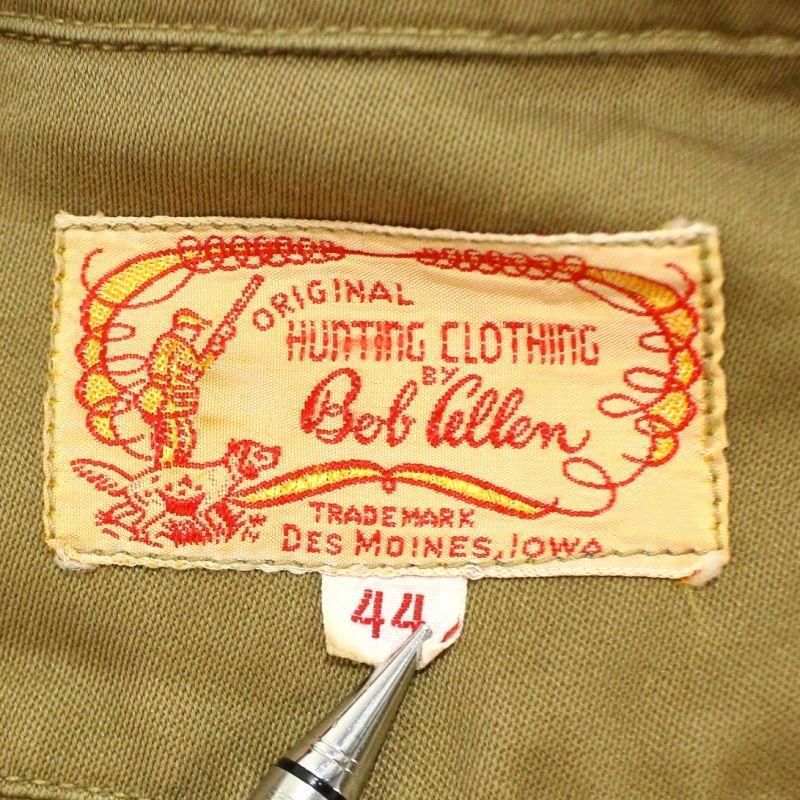 ORIGINAL
HUNTING CLOTHING
BY
Bob Allen
TRADEMARK
DES MOINES, IOWA
44